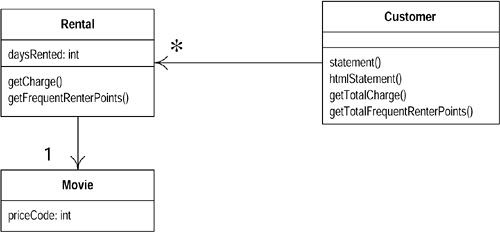 Rental
daysRented: int
getCharge()
getFrequentRenterPoints()
*
Customer
statement()
htmlStatement()
getTotalCharge()
getTotalFrequentRenterPoints()
1
Movie
priceCode: int